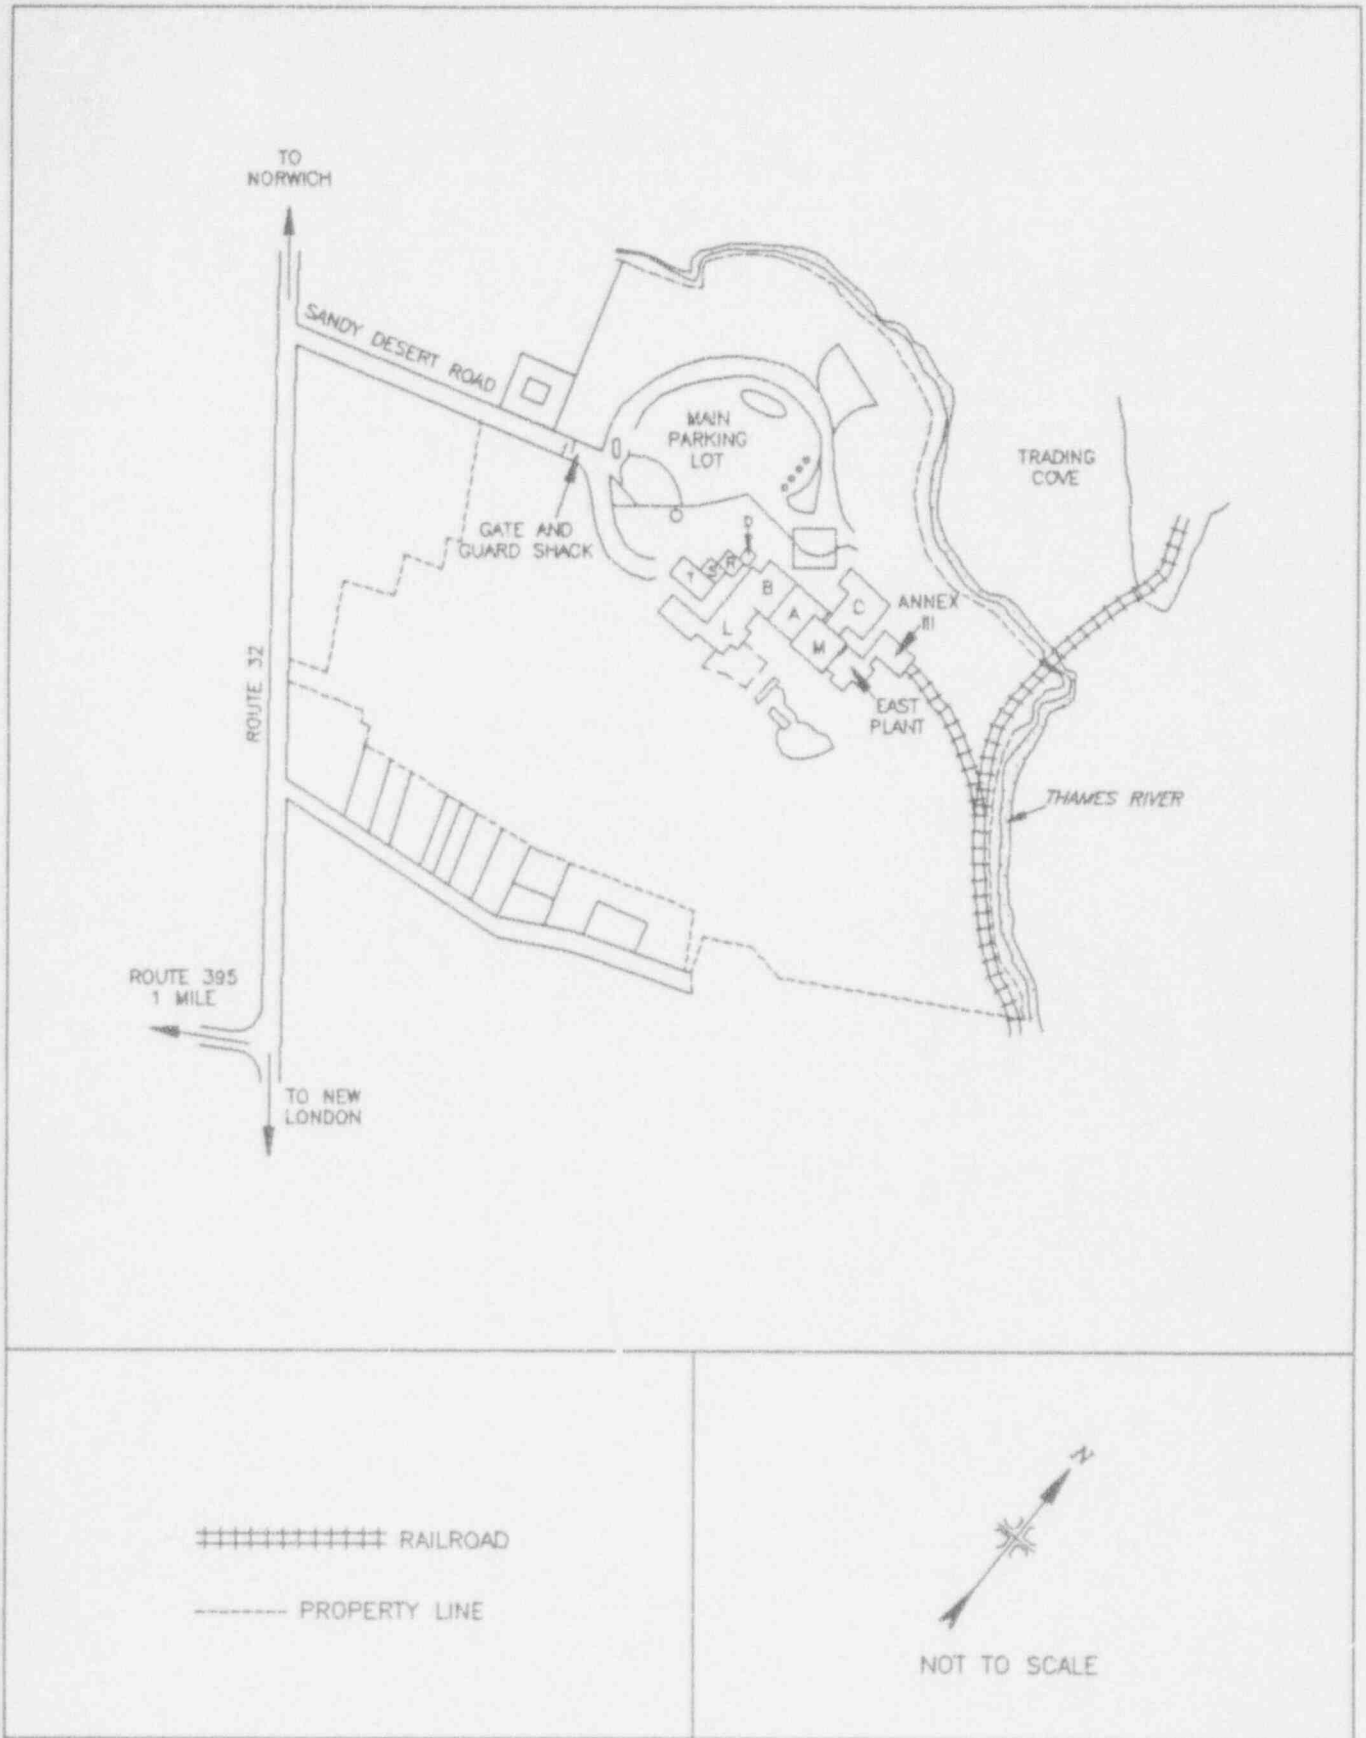 TO
NORWICH
SANDY DESERT ROAD
MAIN
PARKING
LOT
TRADING
COVE
GATE AND
GUARD SHACK
D
T
S
R
B
A
C
L
M
ANNEX
III
EAST
PLANT
ROUTE 32
THAMES RIVER
ROUTE 395
1 MILE
TO NEW
LONDON
RAILROAD
PROPERTY LINE
N
NOT TO SCALE